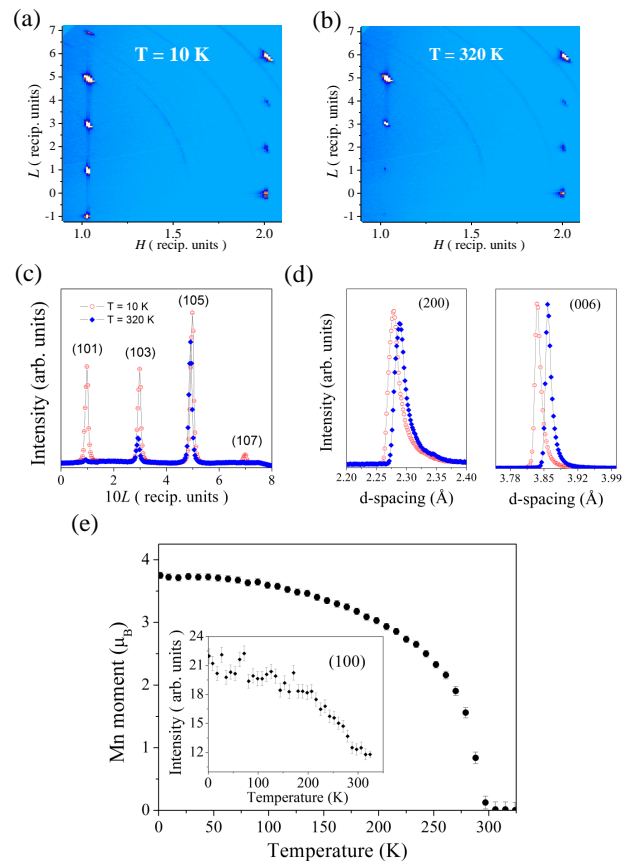 (a)
(b)
T = 10 K
T = 320 K
L ( recip. units )
7
6
5
4
3
2
1
0
-1
1.0
2.0
H ( recip. units )
L ( recip. units )
7
6
5
4
3
2
1
0
-1
1.0
2.0
H ( recip. units )
(c)
(d)
Intensity (arb. units)
T = 10 K
T = 320 K
(101)
(103)
(105)
(107)
0 2 4 6 8
10L ( recip. units )
Intensity (arb. units)
(200)
2.20 2.25 2.30 2.35 2.40
d-spacing (Å)
(006)
3.78 3.85 3.92 3.99
d-spacing (Å)
(e)
Mn moment (μB)
4
3
2
1
0
0 50 100 150 200 250 300
Temperature (K)
Intensity ( arb. units )
24
21
18
15
12
(100)
0 100 200 300
Temperature (K)